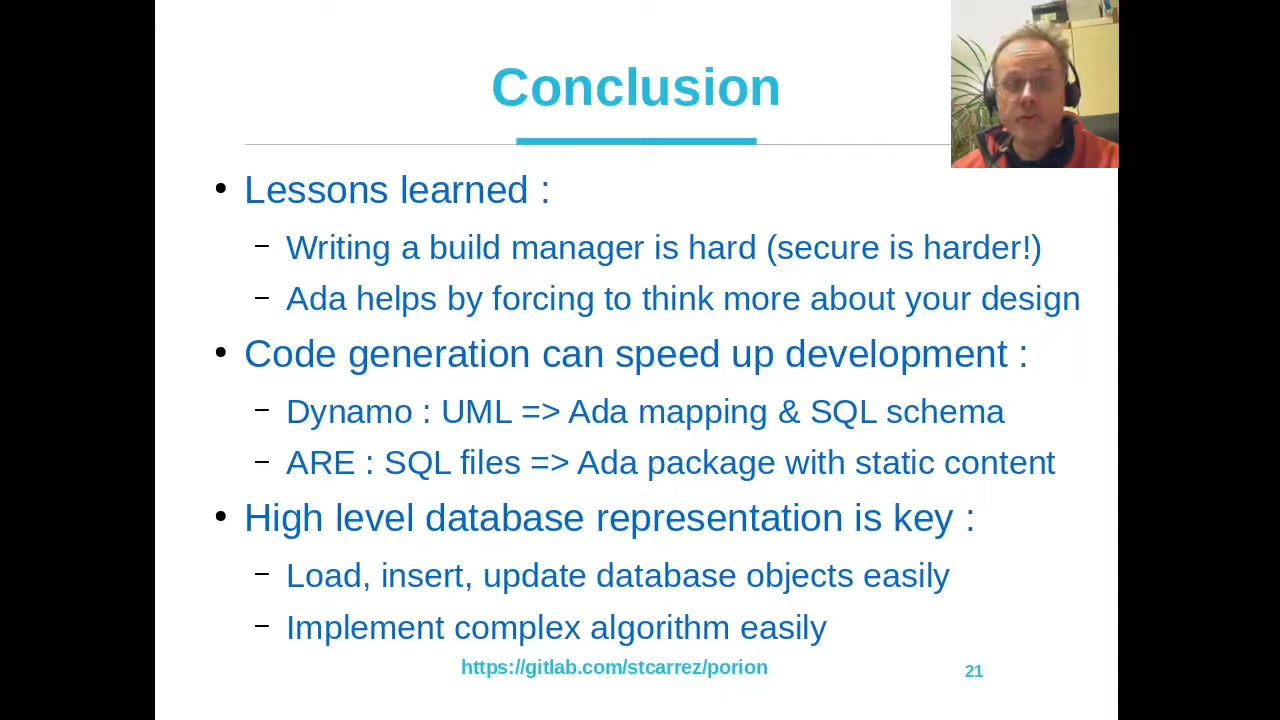 Conclusion
• Lessons learned :
– Writing a build manager is hard (secure is harder!)
– Ada helps by forcing to think more about your design
• Code generation can speed up development :
– Dynamo : UML => Ada mapping & SQL schema
– ARE : SQL files => Ada package with static content
• High level database representation is key :
– Load, insert, update database objects easily
– Implement complex algorithm easily
https://gitlab.com/stcarrez/porion
21